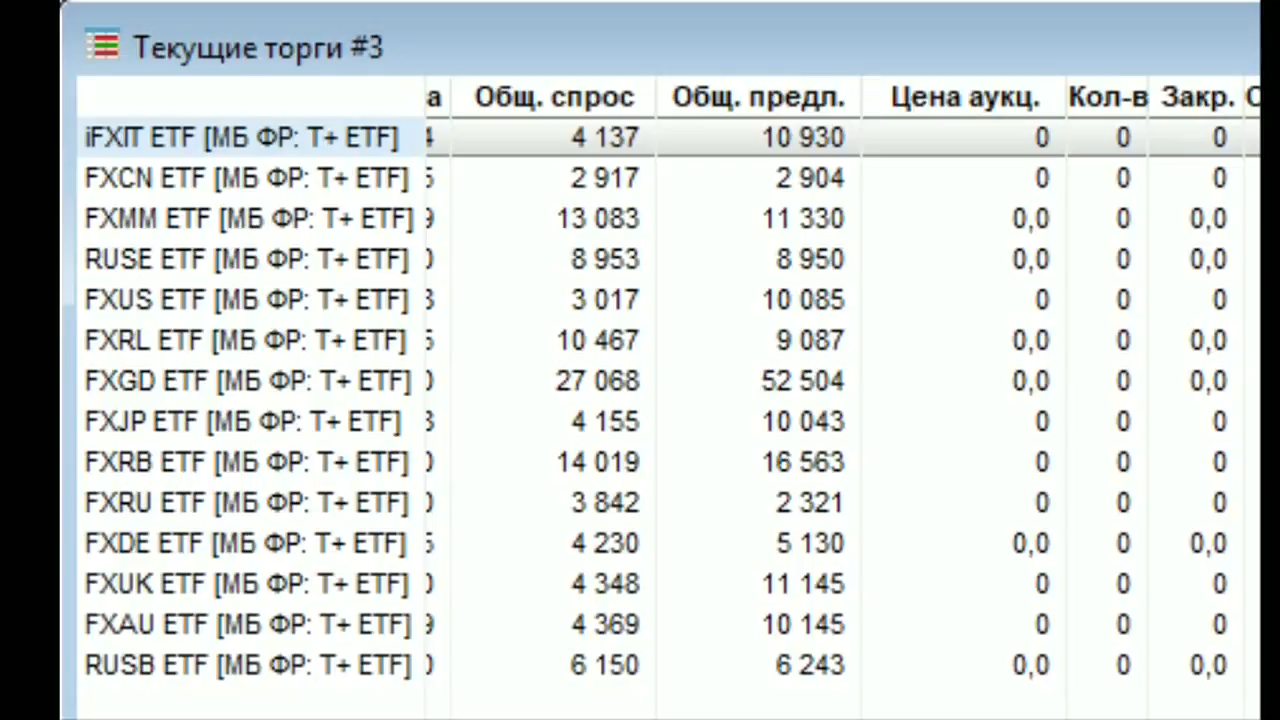 Текущие торги #3
а Общ. спрос Общ. предл. Цена аукц. Кол-в Закр.
iFXIT ETF [МБ ФР: Т+ ETF] 4 4 137 10 930 0 0 0
FXCN ETF [МБ ФР: Т+ ETF] 5 2 917 2 904 0 0 0
FXMM ETF [МБ ФР: Т+ ETF] 9 13 083 11 330 0,0 0 0,0
RUSE ETF [МБ ФР: Т+ ETF] 0 8 953 8 950 0,0 0 0,0
FXUS ETF [МБ ФР: Т+ ETF] 3 017 10 085 0 0 0
FXRL ETF [МБ ФР: Т+ ETF] 10 467 9 087 0,0 0 0,0
FXGD ETF [МБ ФР: Т+ ETF] 0 27 068 52 504 0,0 0 0,0
FXJP ETF [МБ ФР: Т+ ETF] 4 155 10 043 0 0 0
FXRB ETF [МБ ФР: Т+ ETF] 0 14 019 16 563 0 0 0
FXRU ETF [МБ ФР: Т+ ETF] 0 3 842 2 321 0 0 0
FXDE ETF [МБ ФР: Т+ ETF] 4 230 5 130 0,0 0 0,0
FXUK ETF [МБ ФР: Т+ ETF] 0 4 348 11 145 0 0 0
FXAU ETF [МБ ФР: Т+ ETF] 9 4 369 10 145 0 0 0
RUSB ETF [МБ ФР: Т+ ETF] 0 6 150 6 243 0,0 0 0,0